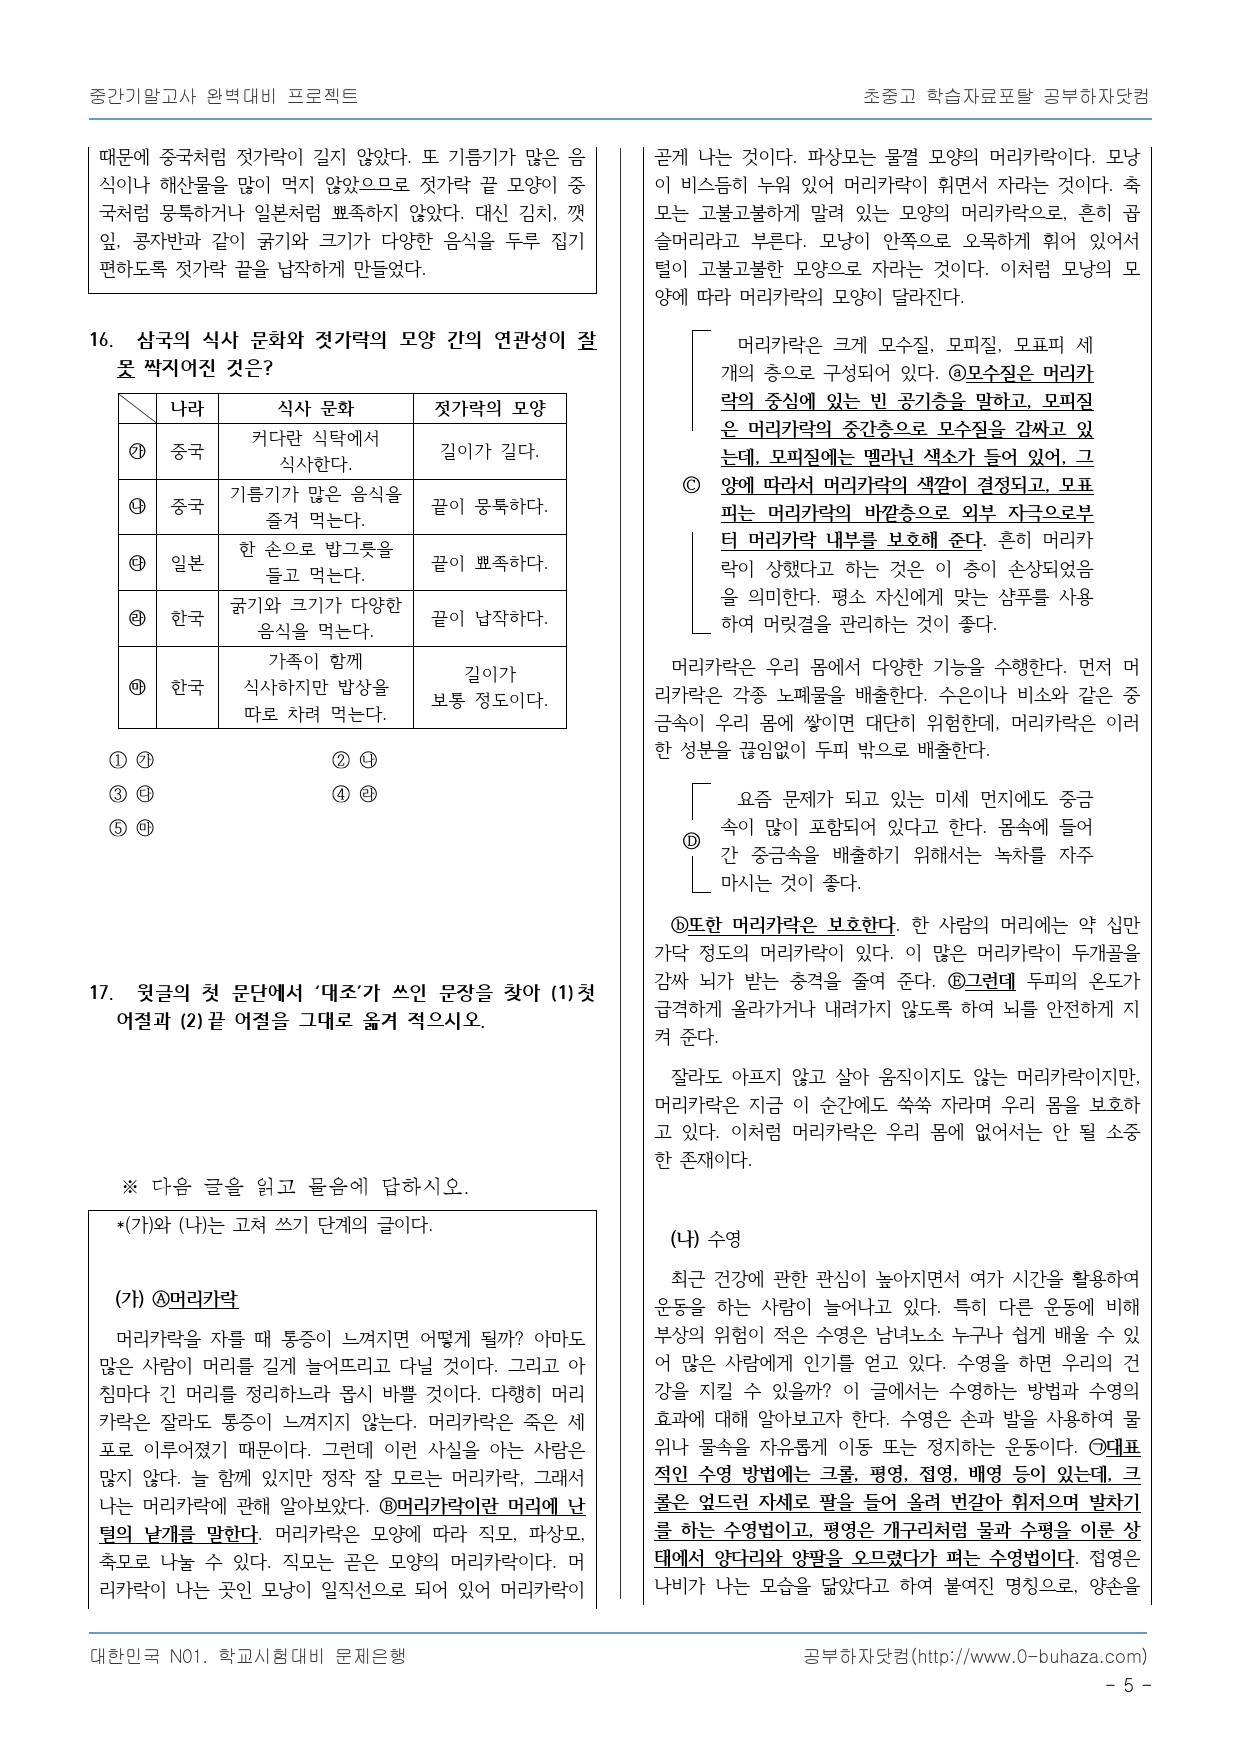 중간기말고사 완벽대비 프로젝트
초중고 학습자료포탈 공부하자닷컴
때문에 중국처럼 젓가락이 길지 않았다. 또 기름기가 많은 음
식이나 해산물을 많이 먹지 않았으므로 젓가락 끝 모양이 중
국처럼 뭉툭하거나 일본처럼 뾰족하지 않았다. 대신 김치, 깻
잎, 콩자반과 같이 굵기와 크기가 다양한 음식을 두루 집기
편하도록 젓가락 끝을 납작하게 만들었다.
16. 삼국의 식사 문화와 젓가락의 모양 간의 연관성이 잘
못 짝지어진 것은?
나라 식사 문화 젓가락의 모양
㉮ 중국 커다란 식탁에서 식사한다. 길이가 길다.
㉯ 중국 기름기가 많은 음식을 즐겨 먹는다. 끝이 뭉툭하다.
㉰ 일본 한 손으로 밥그릇을 들고 먹는다. 끝이 뾰족하다.
㉱ 한국 굵기와 크기가 다양한 음식을 먹는다. 끝이 납작하다.
㉲ 한국 가족이 함께 식사하지만 밥상을 따로 차려 먹는다. 길이가 보통 정도이다.
① ㉮ ② ㉯
③ ㉰ ④ ㉱
⑤ ㉲
17. 윗글의 첫 문단에서 ‘대조’가 쓰인 문장을 찾아 (1)첫
어절과 (2)끝 어절을 그대로 옮겨 적으시오.
※ 다음 글을 읽고 물음에 답하시오.
*(가)와 (나)는 고쳐 쓰기 단계의 글이다.
(가) Ⓐ머리카락
머리카락을 자를 때 통증이 느껴지면 어떻게 될까? 아마도
많은 사람이 머리를 길게 늘어뜨리고 다닐 것이다. 그리고 아
침마다 긴 머리를 정리하느라 몹시 바쁠 것이다. 다행히 머리
카락은 잘라도 통증이 느껴지지 않는다. 머리카락은 죽은 세
포로 이루어졌기 때문이다. 그런데 이런 사실을 아는 사람은
많지 않다. 늘 함께 있지만 정작 잘 모르는 머리카락, 그래서
나는 머리카락에 관해 알아보았다. Ⓑ머리카락이란 머리에 난
털의 낱개를 말한다. 머리카락은 모양에 따라 직모, 파상모,
축모로 나눌 수 있다. 직모는 곧은 모양의 머리카락이다. 머
리카락이 나는 곳인 모낭이 일직선으로 되어 있어 머리카락이
곧게 나는 것이다. 파상모는 물결 모양의 머리카락이다. 모낭
이 비스듬히 누워 있어 머리카락이 휘면서 자라는 것이다. 축
모는 고불고불하게 말려 있는 모양의 머리카락으로, 흔히 곱
슬머리라고 부른다. 모낭이 안쪽으로 오목하게 휘어 있어서
털이 고불고불한 모양으로 자라는 것이다. 이처럼 모낭의 모
양에 따라 머리카락의 모양이 달라진다.
머리카락은 크게 모수질, 모피질, 모표피 세
개의 층으로 구성되어 있다. ⓐ모수질은 머리카
락의 중심에 있는 빈 공기층을 말하고, 모피질
은 머리카락의 중간층으로 모수질을 감싸고 있
는데, 모피질에는 멜라닌 색소가 들어 있어, 그
Ⓒ 양에 따라서 머리카락의 색깔이 결정되고, 모표
피는 머리카락의 바깥층으로 외부 자극으로부
터 머리카락 내부를 보호해 준다. 흔히 머리카
락이 상했다고 하는 것은 이 층이 손상되었음
을 의미한다. 평소 자신에게 맞는 샴푸를 사용
하여 머릿결을 관리하는 것이 좋다.
머리카락은 우리 몸에서 다양한 기능을 수행한다. 먼저 머
리카락은 각종 노폐물을 배출한다. 수은이나 비소와 같은 중
금속이 우리 몸에 쌓이면 대단히 위험한데, 머리카락은 이러
한 성분을 끊임없이 두피 밖으로 배출한다.
요즘 문제가 되고 있는 미세 먼지에도 중금
속이 많이 포함되어 있다고 한다. 몸속에 들어
Ⓓ 간 중금속을 배출하기 위해서는 녹차를 자주
마시는 것이 좋다.
ⓑ또한 머리카락은 보호한다. 한 사람의 머리에는 약 십만
가닥 정도의 머리카락이 있다. 이 많은 머리카락이 두개골을
감싸 뇌가 받는 충격을 줄여 준다. Ⓔ그런데 두피의 온도가
급격하게 올라가거나 내려가지 않도록 하여 뇌를 안전하게 지
켜 준다.
잘라도 아프지 않고 살아 움직이지도 않는 머리카락이지만,
머리카락은 지금 이 순간에도 쑥쑥 자라며 우리 몸을 보호하
고 있다. 이처럼 머리카락은 우리 몸에 없어서는 안 될 소중
한 존재이다.
(나) 수영
최근 건강에 관한 관심이 높아지면서 여가 시간을 활용하여
운동을 하는 사람이 늘어나고 있다. 특히 다른 운동에 비해
부상의 위험이 적은 수영은 남녀노소 누구나 쉽게 배울 수 있
어 많은 사람에게 인기를 얻고 있다. 수영을 하면 우리의 건
강을 지킬 수 있을까? 이 글에서는 수영하는 방법과 수영의
효과에 대해 알아보고자 한다. 수영은 손과 발을 사용하여 물
위나 물속을 자유롭게 이동 또는 정지하는 운동이다. ㉠대표
적인 수영 방법에는 크롤, 평영, 접영, 배영 등이 있는데, 크
롤은 엎드린 자세로 팔을 들어 올려 번갈아 휘저으며 발차기
를 하는 수영법이고, 평영은 개구리처럼 물과 수평을 이룬 상
태에서 양다리와 양팔을 오므렸다가 펴는 수영법이다. 접영은
나비가 나는 모습을 닮았다고 하여 붙여진 명칭으로, 양손을
대한민국 N01. 학교시험대비 문제은행
공부하자닷컴(http://www.0-buhaza.com)
- 5 -